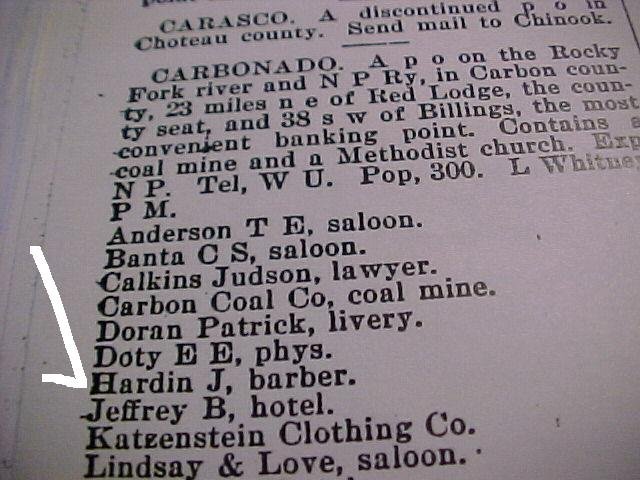 CARASCO. A discontinued p o in
Choteau county. Send mail to Chinook.
CARBONADO. A p o on the Rocky
Fork river and N P Ry, in Carbon coun-
ty, 23 miles n e of Red Lodge, the coun-
ty seat, and 38 s w of Billings, the most
convenient banking point. Contains a
coal mine and a Methodist church. Exp
N P. Tel, W U. Pop, 300. L Whitney
P M.
Anderson T E, saloon.
Banta C S, saloon.
Calkins Judson, lawyer.
Carbon Coal Co, coal mine.
Doran Patrick, livery.
Doty E E, phys.
Hardin J, barber.
Jeffrey B, hotel.
Katzenstein Clothing Co.
Lindsay & Love, saloon.